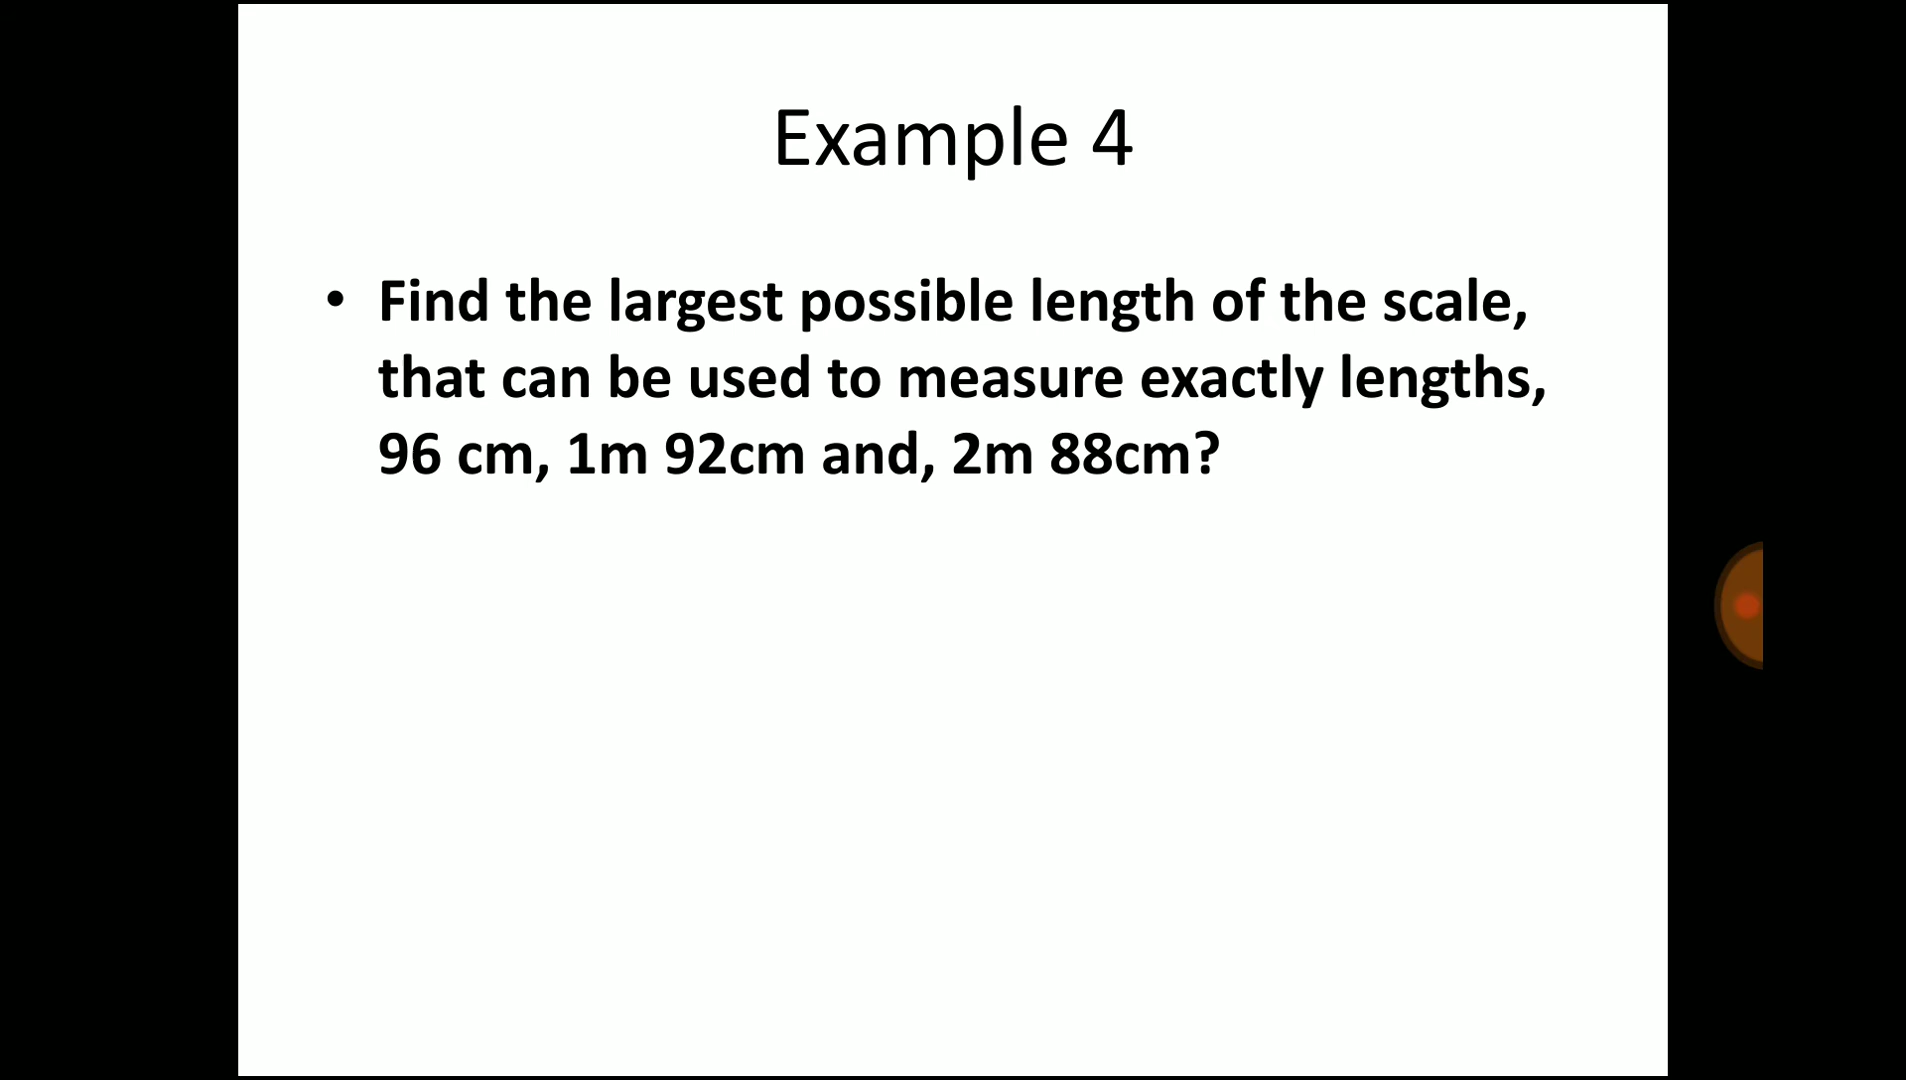 Example 4
• Find the largest possible length of the scale,
that can be used to measure exactly lengths,
96 cm, 1m 92cm and, 2m 88cm?